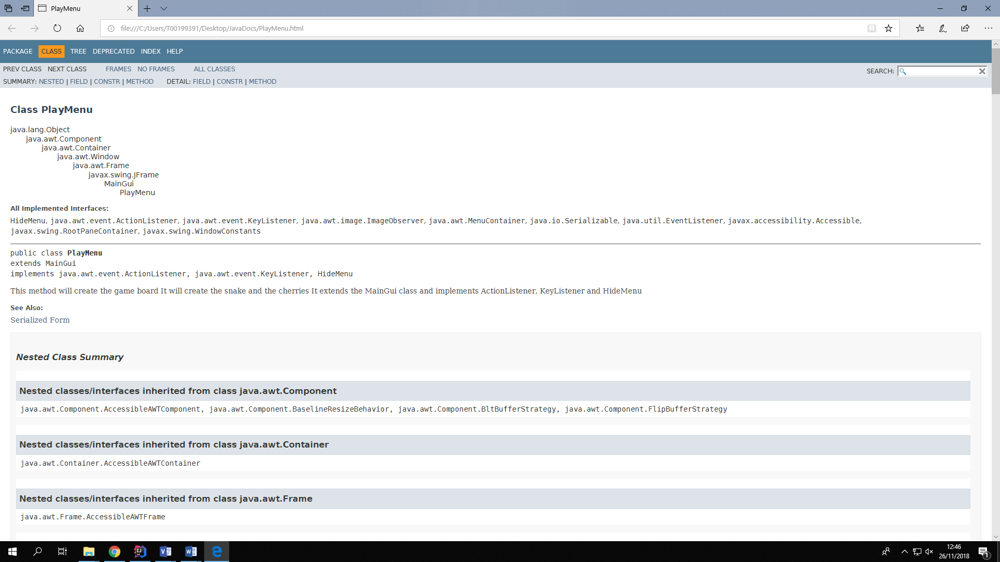 PlayMenu
file:///C:/Users/T00199391/Desktop/JavaDocs/PlayMenu.html
PACKAGE CLASS TREE DEPRECATED INDEX HELP
PREV CLASS NEXT CLASS FRAMES NO FRAMES ALL CLASSES
SEARCH:
SUMMARY: NESTED | FIELD | CONSTR | METHOD DETAIL: FIELD | CONSTR | METHOD
Class PlayMenu
java.lang.Object
java.awt.Component
java.awt.Container
java.awt.Window
java.awt.Frame
javax.swing.JFrame
MainGui
PlayMenu
All Implemented Interfaces:
HideMenu, java.awt.event.ActionListener, java.awt.event.KeyListener, java.awt.image.ImageObserver, java.awt.MenuContainer, java.io.Serializable, java.util.EventListener, javax.accessibility.Accessible,
javax.swing.RootPaneContainer, javax.swing.WindowConstants
public class PlayMenu
extends MainGui
implements java.awt.event.ActionListener, java.awt.event.KeyListener, HideMenu
This method will create the game board It will create the snake and the cherries It extends the MainGui class and implements ActionListener, KeyListener and HideMenu
See Also:
Serialized Form
Nested Class Summary
Nested classes/interfaces inherited from class java.awt.Component
java.awt.Component.AccessibleAWTComponent, java.awt.Component.BaselineResizeBehavior, java.awt.Component.BltBufferStrategy, java.awt.Component.FlipBufferStrategy
Nested classes/interfaces inherited from class java.awt.Container
java.awt.Container.AccessibleAWTContainer
Nested classes/interfaces inherited from class java.awt.Frame
java.awt.Frame.AccessibleAWTFrame
12:46
26/11/2018
1